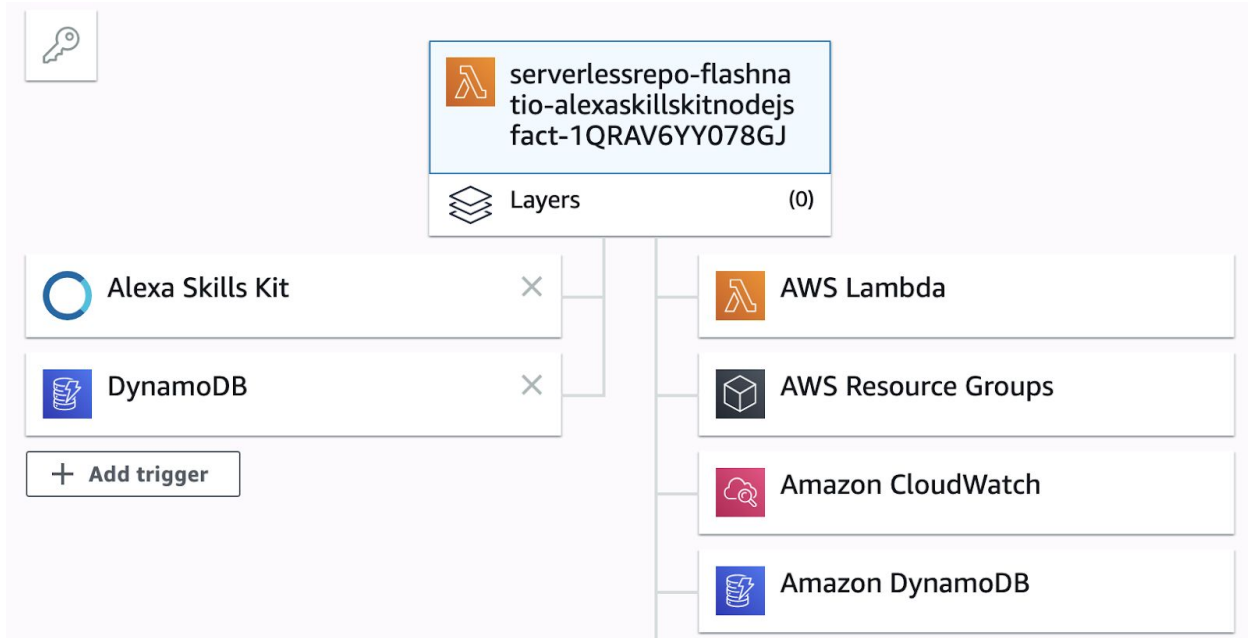 serverlessrepo-flashna
tio-alexaskillskitnodejs
fact-1QRAV6YY078GJ
Layers (0)
Alexa Skills Kit
DynamoDB
+ Add trigger
AWS Lambda
AWS Resource Groups
Amazon CloudWatch
Amazon DynamoDB